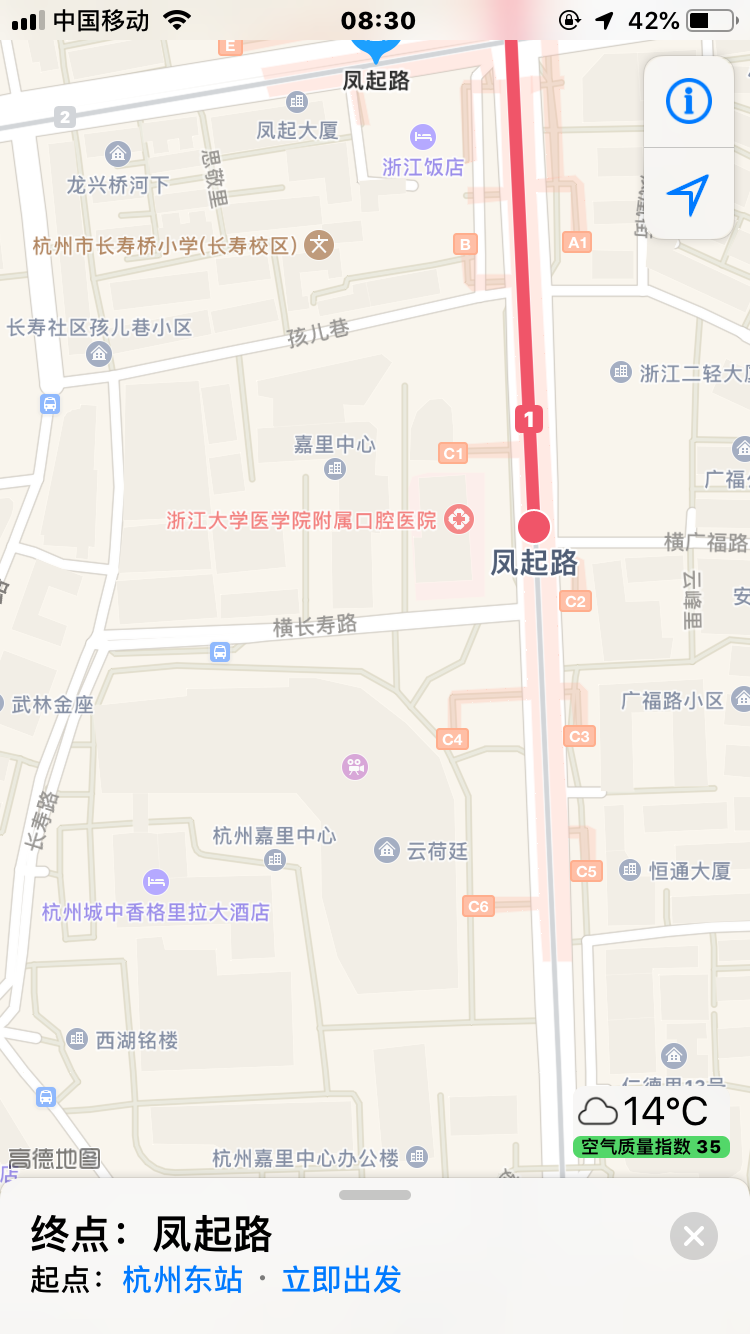 中国移动
08:30
42%
E
凤起路
2
凤起大厦
浙江饭店
龙兴桥河下
思敬里
杭州市长寿桥小学(长寿校区)
文
B
A1
长寿社区孩儿巷小区
孩儿巷
浙江二轻大厦
1
嘉里中心
C1
广福
浙江大学医学院附属口腔医院
凤起路
横广福路
云峰里
安
C2
横长寿路
武林金座
广福路小区
C4
C3
长寿路
杭州嘉里中心
云荷廷
C5
恒通大厦
杭州城中香格里拉大酒店
C6
西湖铭楼
14°C
空气质量指数 35
高德地图
杭州嘉里中心办公楼
店
终点：凤起路
起点：杭州东站 · 立即出发